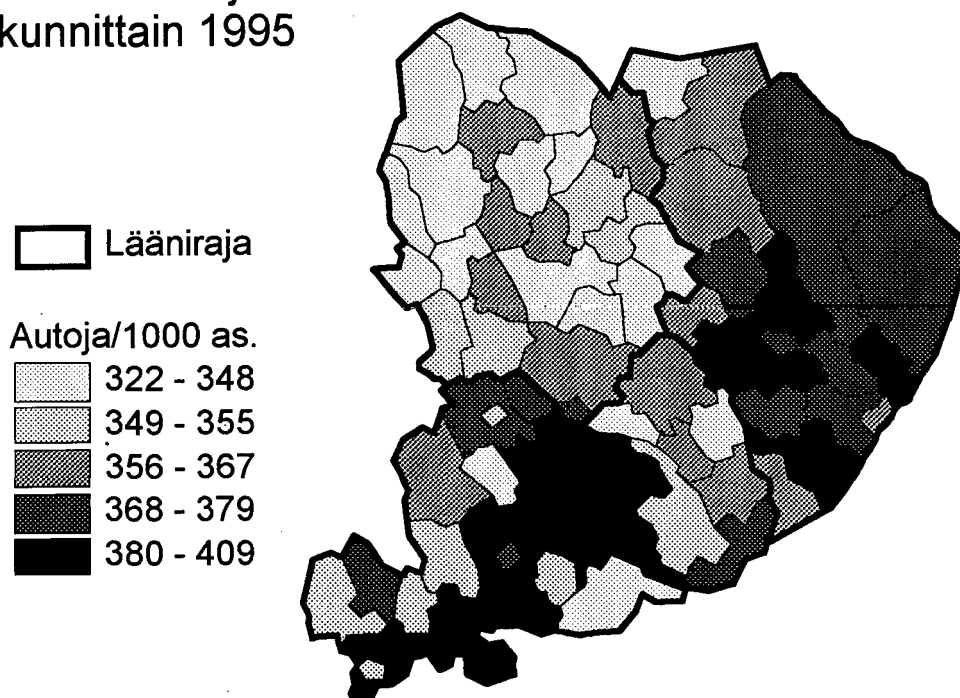 kunnittain 1995
Lääniraja
Autoja/1000 as.
322 - 348
349 - 355
356 - 367
368 - 379
380 - 409